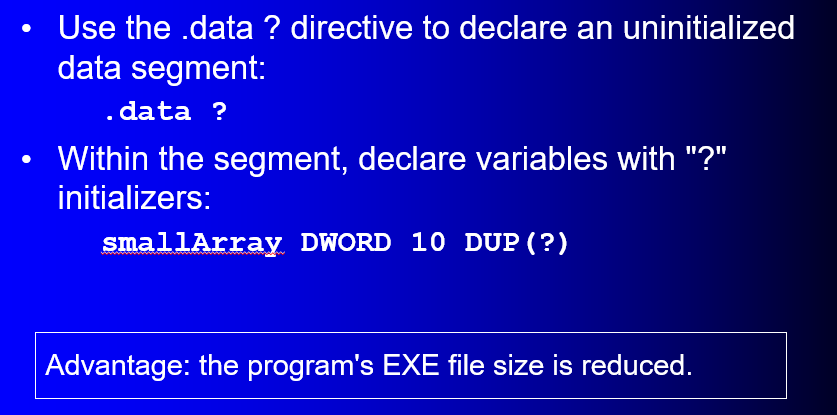 • Use the .data ? directive to declare an uninitialized
data segment:
.data ?
• Within the segment, declare variables with "?"
initializers:
smallArray DWORD 10 DUP(?)
Advantage: the program's EXE file size is reduced.